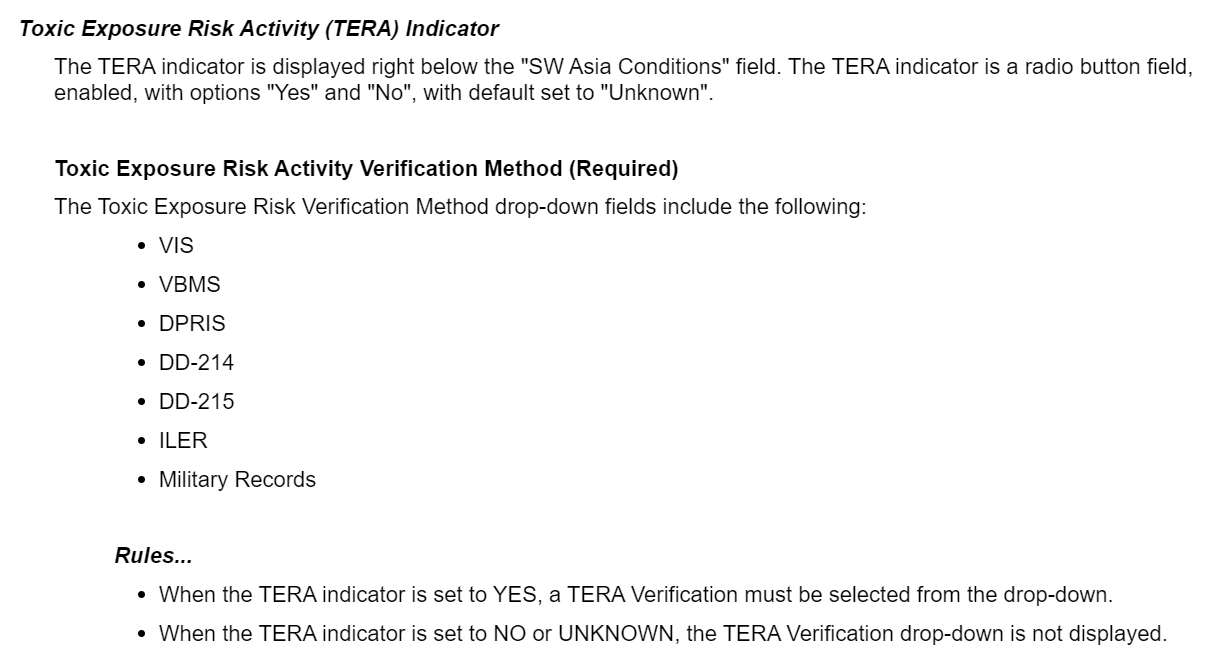 Toxic Exposure Risk Activity (TERA) Indicator
The TERA indicator is displayed right below the "SW Asia Conditions" field. The TERA indicator is a radio button field,
enabled, with options "Yes" and "No", with default set to "Unknown".
Toxic Exposure Risk Activity Verification Method (Required)
The Toxic Exposure Risk Verification Method drop-down fields include the following:
• VIS
• VBMS
• DPRIS
• DD-214
• DD-215
• ILER
• Military Records
Rules...
• When the TERA indicator is set to YES, a TERA Verification must be selected from the drop-down.
• When the TERA indicator is set to NO or UNKNOWN, the TERA Verification drop-down is not displayed.